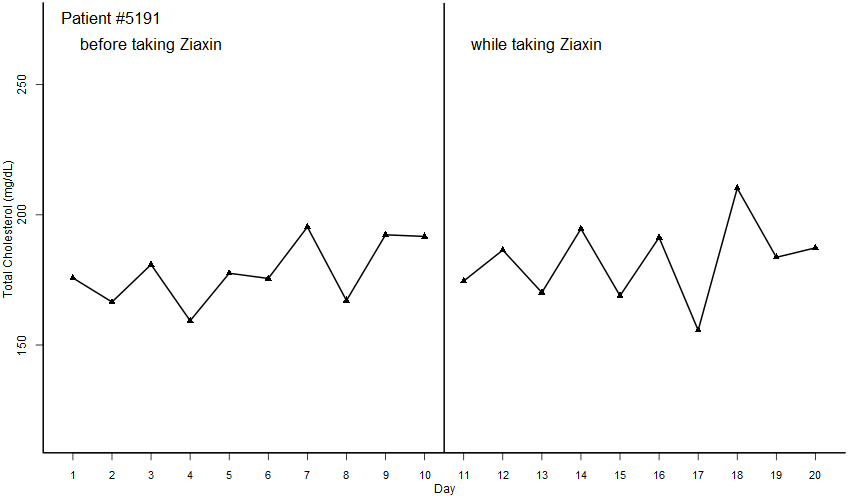 Patient #5191
before taking Ziaxin
while taking Ziaxin
Total Cholesterol (mg/dL)
250
200
150
1 2 3 4 5 6 7 8 9 10 11 12 13 14 15 16 17 18 19 20
Day